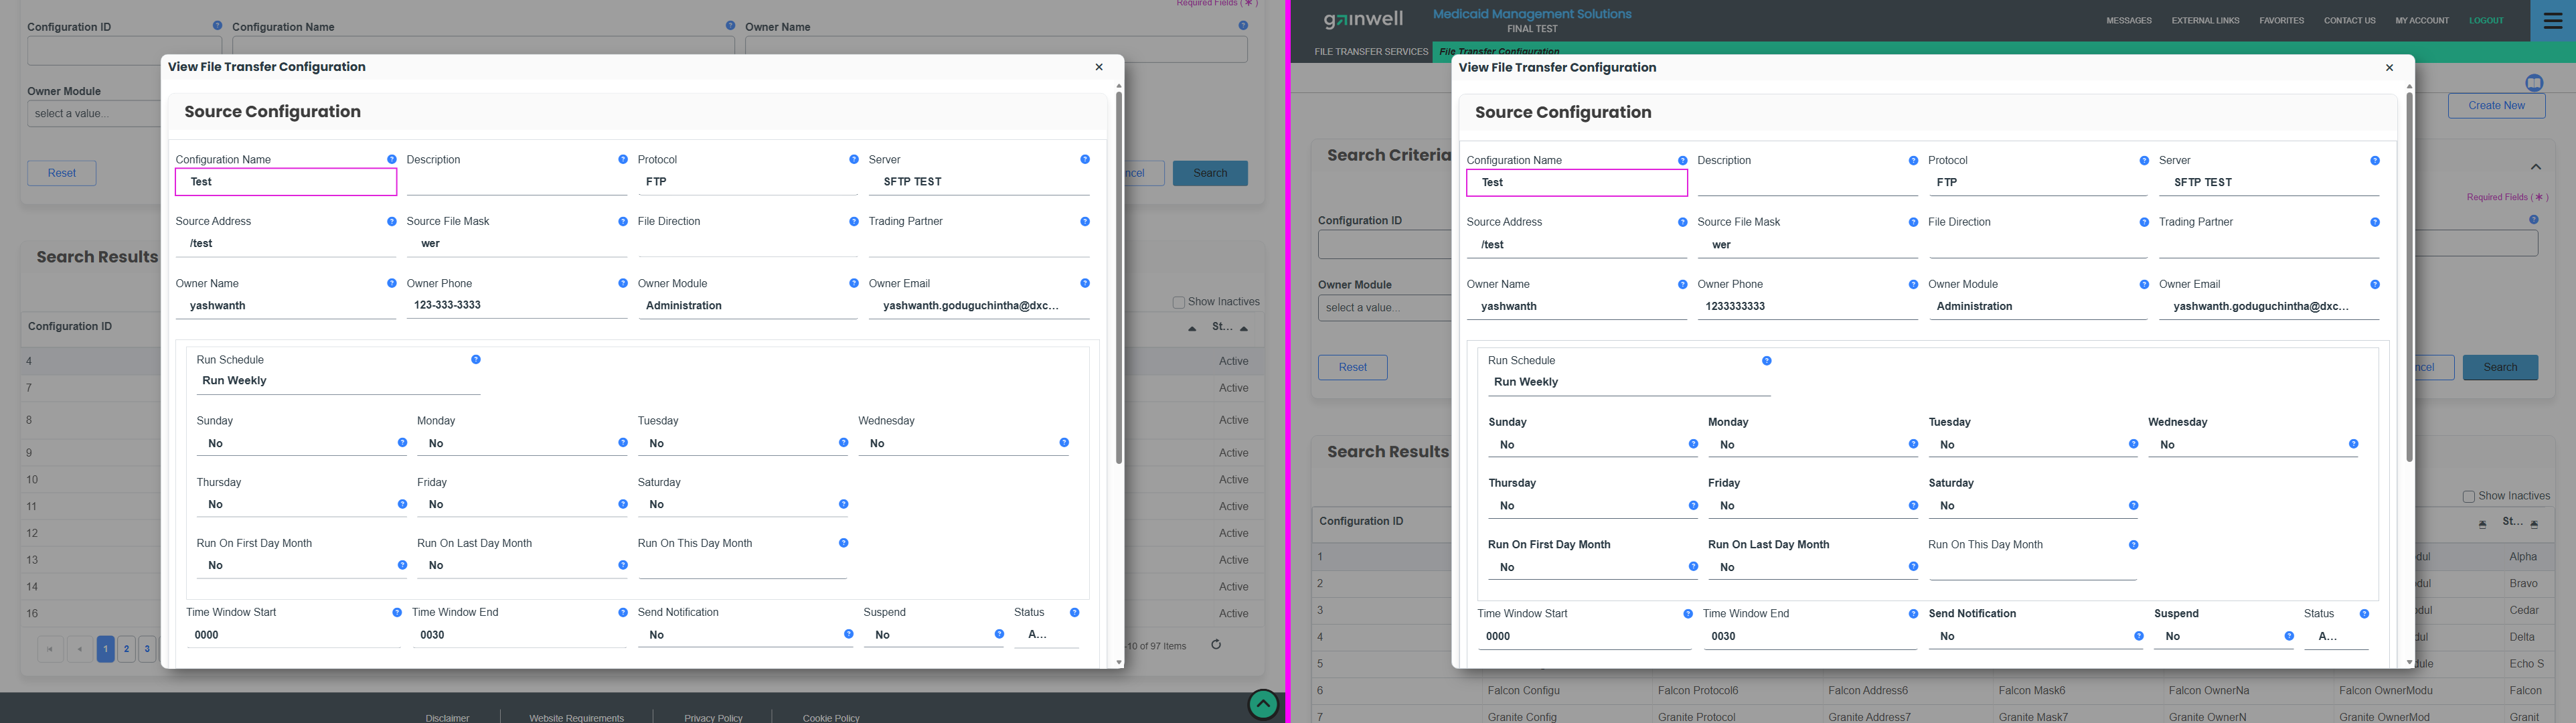 Required Fields ( * )
Configuration ID Configuration Name Owner Name
Owner Module
select a value...
Reset
ncel Search
Search Results
Show Inactives
Configuration ID St...
4 Active
7 Active
8 Active
9 Active
10 Active
11 Active
12 Active
13 Active
14 Active
16 Active
1 2 3
-10 of 97 Items
Disclaimer Website Requirements Privacy Policy Cookie Policy
View File Transfer Configuration
Source Configuration
Configuration Name Description Protocol Server
Test FTP SFTP TEST
Source Address Source File Mask File Direction Trading Partner
/test wer
Owner Name Owner Phone Owner Module Owner Email
yashwanth 123-333-3333 Administration yashwanth.goduguchintha@dxc...
Run Schedule
Run Weekly
Sunday Monday Tuesday Wednesday
No No No No
Thursday Friday Saturday
No No No
Run On First Day Month Run On Last Day Month Run On This Day Month
No No
Time Window Start Time Window End Send Notification Suspend Status
0000 0030 No No A...
gainwell Medicaid Management Solutions
FINAL TEST
MESSAGES EXTERNAL LINKS FAVORITES CONTACT US MY ACCOUNT LOGOUT
FILE TRANSFER SERVICES File Transfer Configuration
Create New
Search Criteria
Required Fields ( * )
Configuration ID
Owner Module
select a value...
Reset
ncel Search
Search Results
Show Inactives
Configuration ID St...
1 dul Alpha
2 odul Bravo
3 odul Cedar
4 dul Delta
5 dule Echo S
6 Falcon Configu Falcon Protocol6 Falcon Address6 Falcon Mask6 Falcon OwnerNa Falcon OwnerModu Falcon
7 Granite Config Granite Protocol Granite Address7 Granite Mask7 Granite OwnerN Granite OwnerMod Granit
View File Transfer Configuration
Source Configuration
Configuration Name Description Protocol Server
Test FTP SFTP TEST
Source Address Source File Mask File Direction Trading Partner
/test wer
Owner Name Owner Phone Owner Module Owner Email
yashwanth 1233333333 Administration yashwanth.goduguchintha@dxc...
Run Schedule
Run Weekly
Sunday Monday Tuesday Wednesday
No No No No
Thursday Friday Saturday
No No No
Run On First Day Month Run On Last Day Month Run On This Day Month
No No
Time Window Start Time Window End Send Notification Suspend Status
0000 0030 No No A...